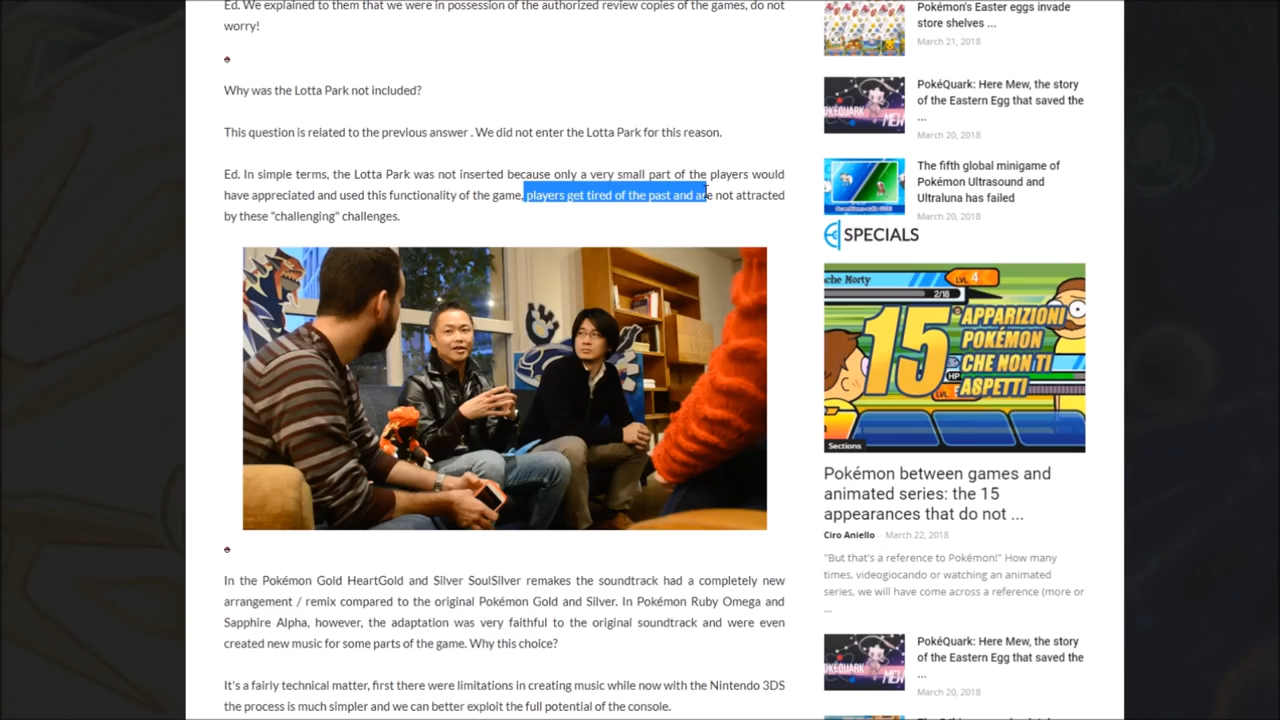 Ed. We explained to them that we were in possession of the authorized review copies of the games, do not
worry!
Why was the Lotta Park not included?
This question is related to the previous answer . We did not enter the Lotta Park for this reason.
Ed. In simple terms, the Lotta Park was not inserted because only a very small part of the players would
have appreciated and used this functionality of the game, players get tired of the past and are not attracted
by these "challenging" challenges.
In the Pokémon Gold HeartGold and Silver SoulSilver remakes the soundtrack had a completely new
arrangement / remix compared to the original Pokémon Gold and Silver. In Pokémon Ruby Omega and
Sapphire Alpha, however, the adaptation was very faithful to the original soundtrack and were even
created new music for some parts of the game. Why this choice?
It's a fairly technical matter, first there were limitations in creating music while now with the Nintendo 3DS
the process is much simpler and we can better exploit the full potential of the console.
Pokémon's Easter eggs invade
store shelves ...
March 21, 2018
POKÉQUARK
MEW
PokéQuark: Here Mew, the story
of the Eastern Egg that saved the
...
March 20, 2018
The fifth global minigame of
Pokémon Ultrasound and
Ultraluna has failed
March 20, 2018
SPECIALS
che Morty
LVL 4
2/18
15
APPARIZIONI
POKÉMON
CHE NON TI
ASPETTI
HP
LVL
Sections
Pokémon between games and
animated series: the 15
appearances that do not ...
Ciro Aniello - March 22, 2018
"But that's a reference to Pokémon!" How many
times, videogiocando or watching an animated
series, we will have come across a reference (more or
...
POKÉQUARK
MEW
PokéQuark: Here Mew, the story
of the Eastern Egg that saved the
...
March 20, 2018